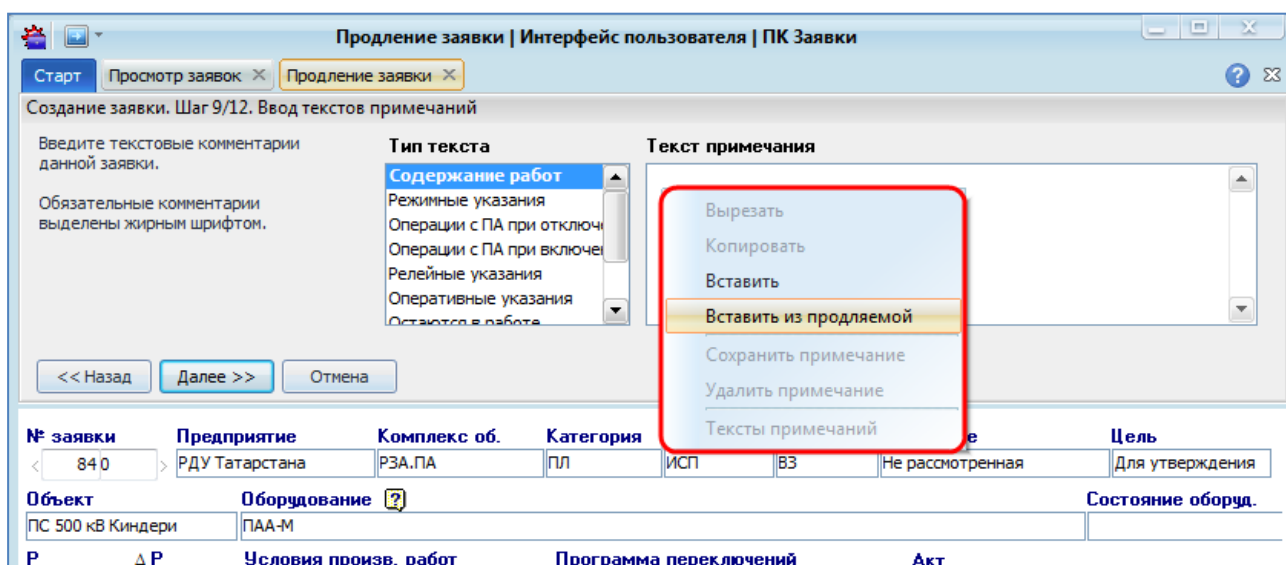 Продление заявки | Интерфейс пользователя | ПК Заявки
Старт Просмотр заявок Продление заявки
Создание заявки. Шаг 9/12. Ввод текстов примечаний
Введите текстовые комментарии
данной заявки.
Обязательные комментарии
выделены жирным шрифтом.
Тип текста
Содержание работ
Режимные указания
Операции с ПА при отключ
Операции с ПА при включе
Релейные указания
Оперативные указания
Остаются в работе
Текст примечания
Вырезать
Копировать
Вставить
Вставить из продляемой
Сохранить примечание
Удалить примечание
Тексты примечаний
<< Назад Далее >> Отмена
№ заявки Предприятие Комплекс об. Категория е Цель
< 84 0 > РДУ Татарстана РЗА.ПА ПЛ ИСП ВЗ Не рассмотренная Для утверждения
Объект Оборудование [?] Состояние оборуд.
ПС 500 кВ Киндери ПАА-М
Р Δ Р Условия произв. работ Программа переключений Акт